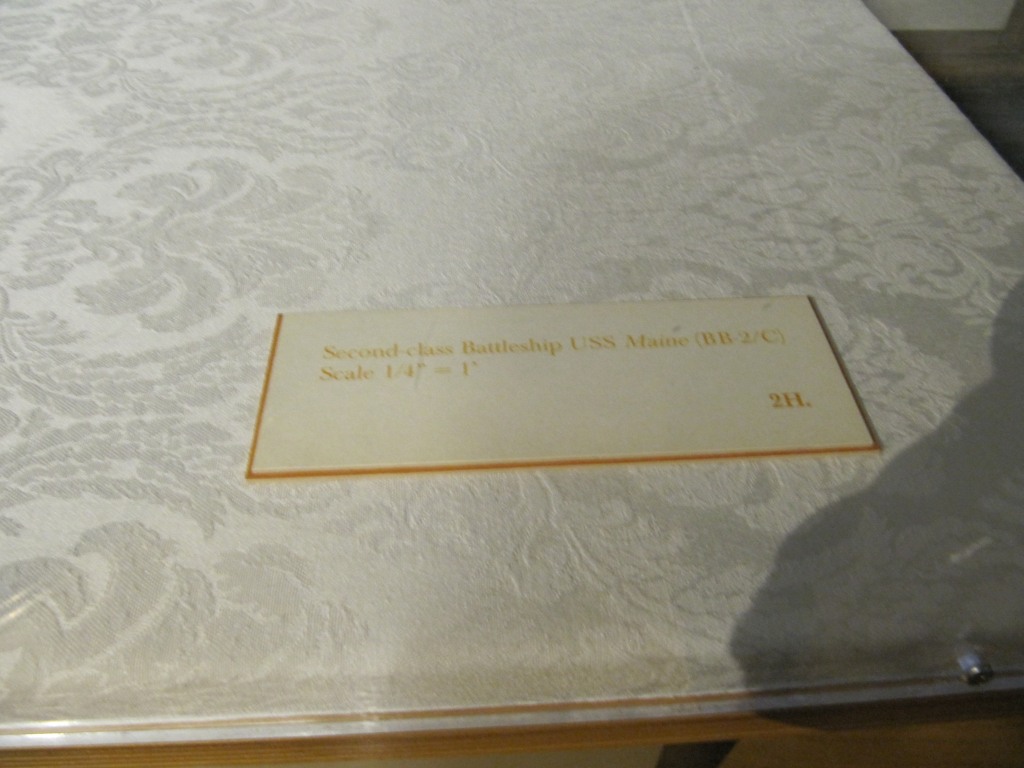 Second-class Battleship USS Maine (BB-2/C)
Scale 1/4" = 1'
2H.